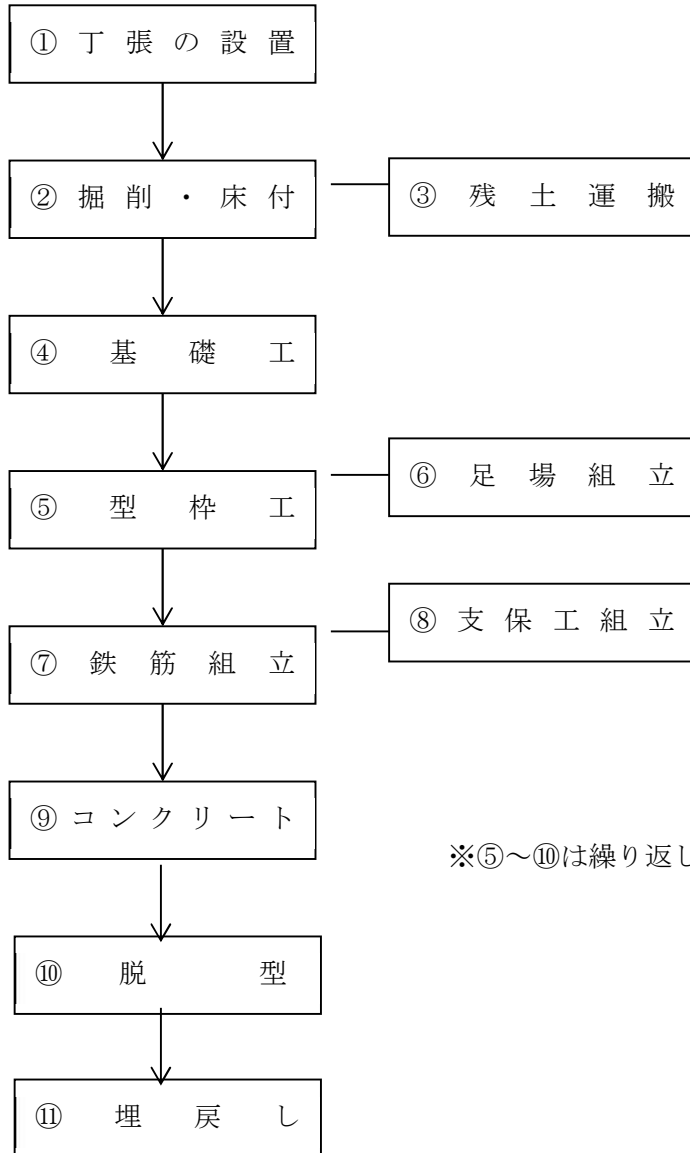 ① 丁張の設置
② 掘削・床付
③ 残土運搬
④ 基礎工
⑤ 型枠工
⑥ 足場組立
⑦ 鉄筋組立
⑧ 支保工組立
⑨ コンクリート
※⑤～⑩は繰り返し
⑩ 脱型
⑪ 埋戻し